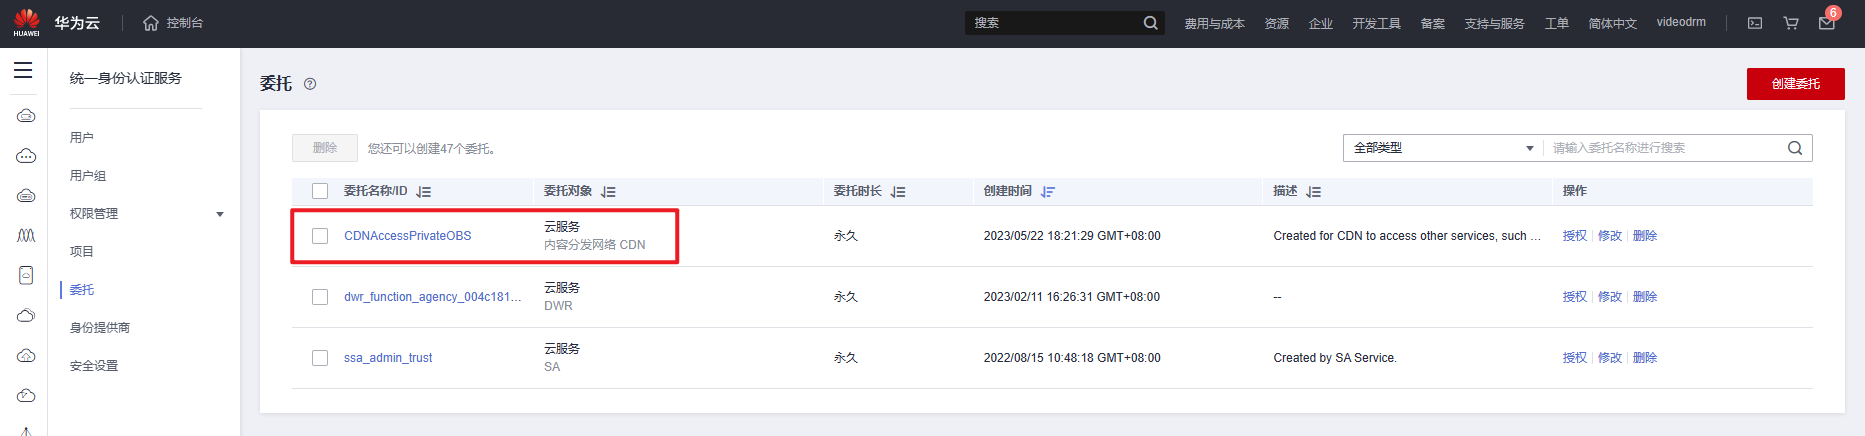 HUAWEI 华为云 控制台 搜索 费用与成本 资源 企业 开发工具 备案 支持与服务 工单 简体中文 videodrm 6
统一身份认证服务
用户
用户组
权限管理
项目
委托
身份提供商
安全设置
委托 创建委托
删除 您还可以创建47个委托。 全部类型 请输入委托名称进行搜索
委托名称/ID 委托对象 委托时长 创建时间 描述 操作
CDNAccessPrivateOBS 云服务 永久 2023/05/22 18:21:29 GMT+08:00 Created for CDN to access other services, such ... 授权 修改 删除
内容分发网络 CDN
dwr_function_agency_004c181... 云服务 永久 2023/02/11 16:26:31 GMT+08:00 -- 授权 修改 删除
DWR
ssa_admin_trust 云服务 永久 2022/08/15 10:48:18 GMT+08:00 Created by SA Service. 授权 修改 删除
SA